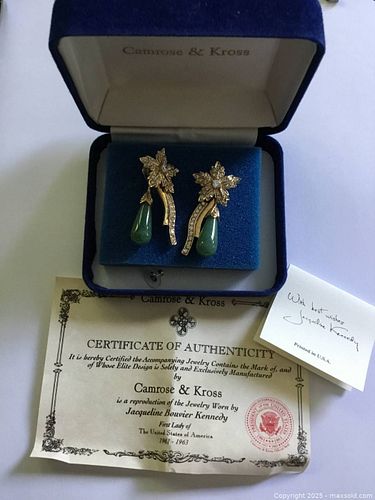 Camrose & Kross
Camrose & Kross
CERTIFICATE OF AUTHENTICITY
It is hereby Certified the Accompanying Jewelry Contains the Mark of, and
of Whose Elite Design is Solely and Exclusively Manufactured
by
Camrose & Kross
is a reproduction of the Jewelry Worn by
Jacqueline Bouvier Kennedy
First Lady of
The United States of America
1961 - 1963
With best wishes
Jacqueline Kennedy
Printed in U.S.A.
Copyright 2025 - maxsold.com